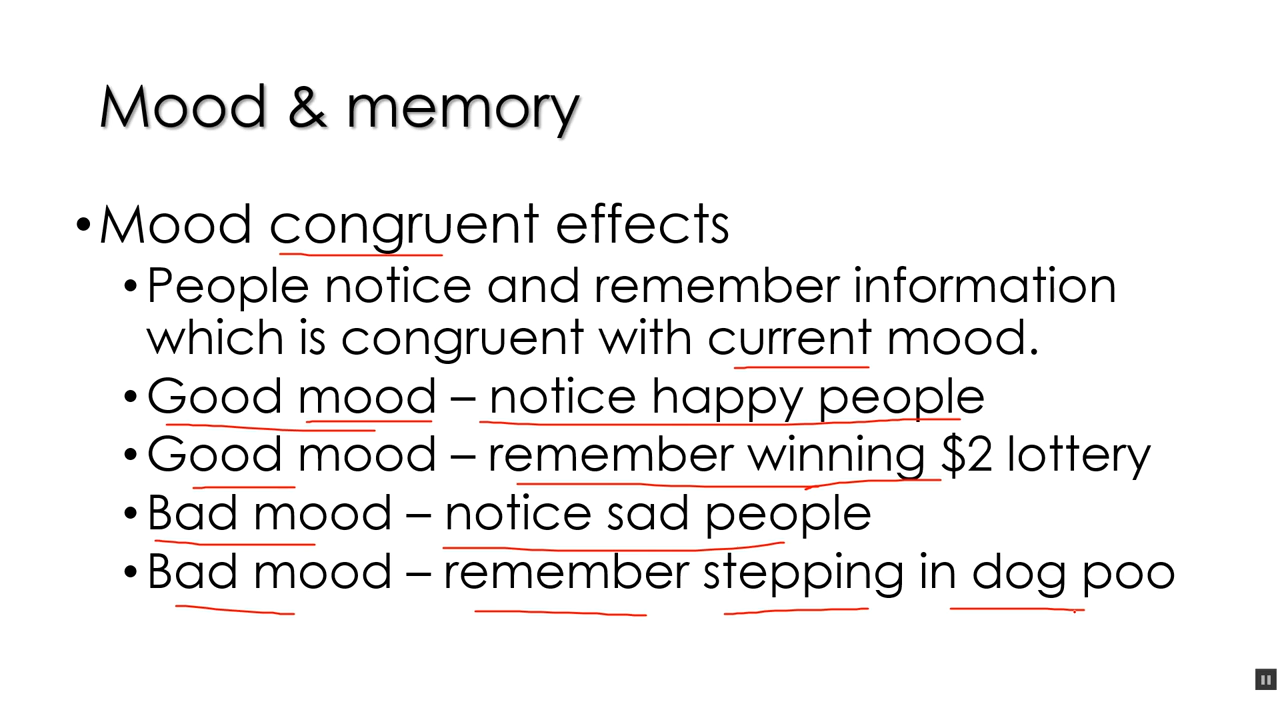 Mood & memory
•Mood congruent effects
•People notice and remember information
which is congruent with current mood.
•Good mood – notice happy people
•Good mood – remember winning $2 lottery
•Bad mood – notice sad people
•Bad mood – remember stepping in dog poo